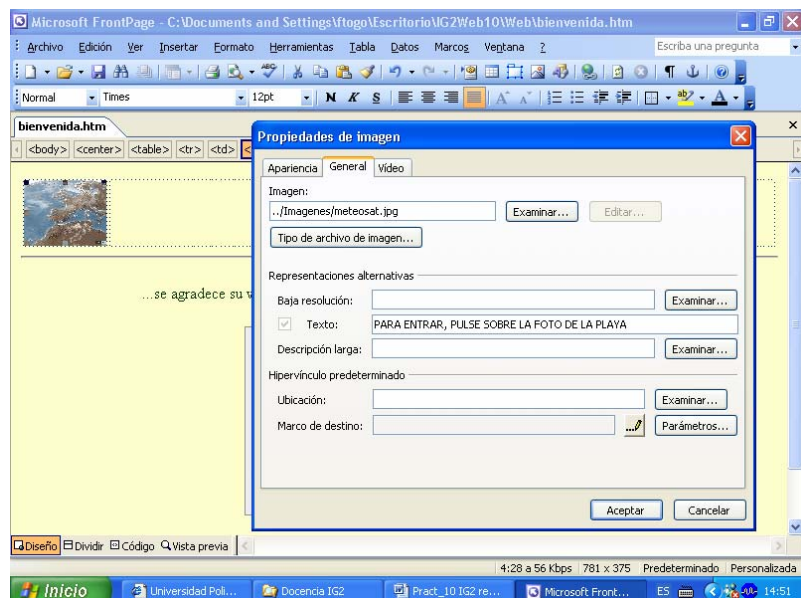 Microsoft FrontPage - C:\Documents and Settings\ftogo\Escritorio\IG2Web10\Web\bienvenida.htm
Archivo Edición Ver Insertar Formato Herramientas Tabla Datos Marcos Ventana ? Escriba una pregunta
Normal Times 12pt N K S
bienvenida.htm
<body> <center> <table> <tr> <td>
Propiedades de imagen
Apariencia General Vídeo
Imagen:
../Imagenes/meteosat.jpg Examinar... Editar...
Tipo de archivo de imagen...
Representaciones alternativas
...se agradece su v
Baja resolución: Examinar...
Texto: PARA ENTRAR, PULSE SOBRE LA FOTO DE LA PLAYA
Descripción larga: Examinar...
Hipervínculo predeterminado
Ubicación: Examinar...
Marco de destino: Parámetros...
Aceptar Cancelar
Diseño Dividir Código Vista previa
4:28 a 56 Kbps 781 x 375 Predeterminado Personalizada
Inicio Universidad Poli... Docencia IG2 Pract_10 IG2 re... Microsoft Front... ES 14:51